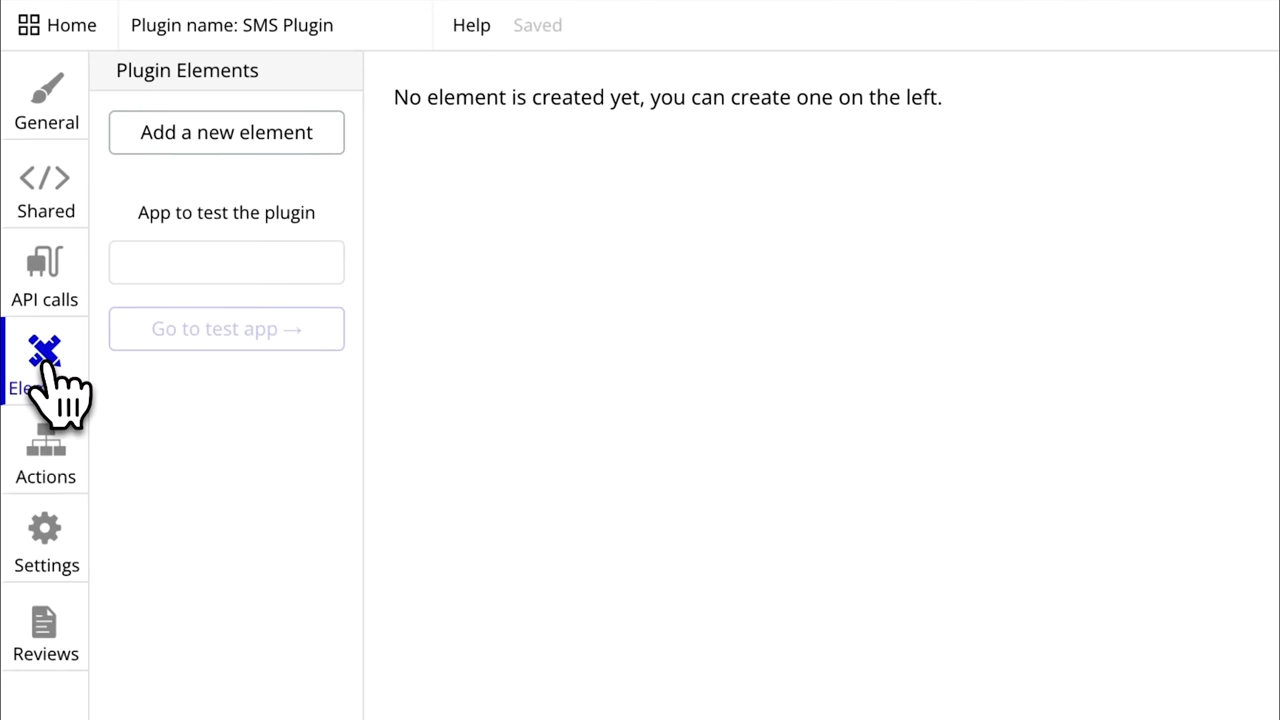 Home
Plugin name: SMS Plugin
Help
Saved
General
Shared
API calls
Actions
Settings
Reviews
Plugin Elements
Add a new element
App to test the plugin
Go to test app →
No element is created yet, you can create one on the left.